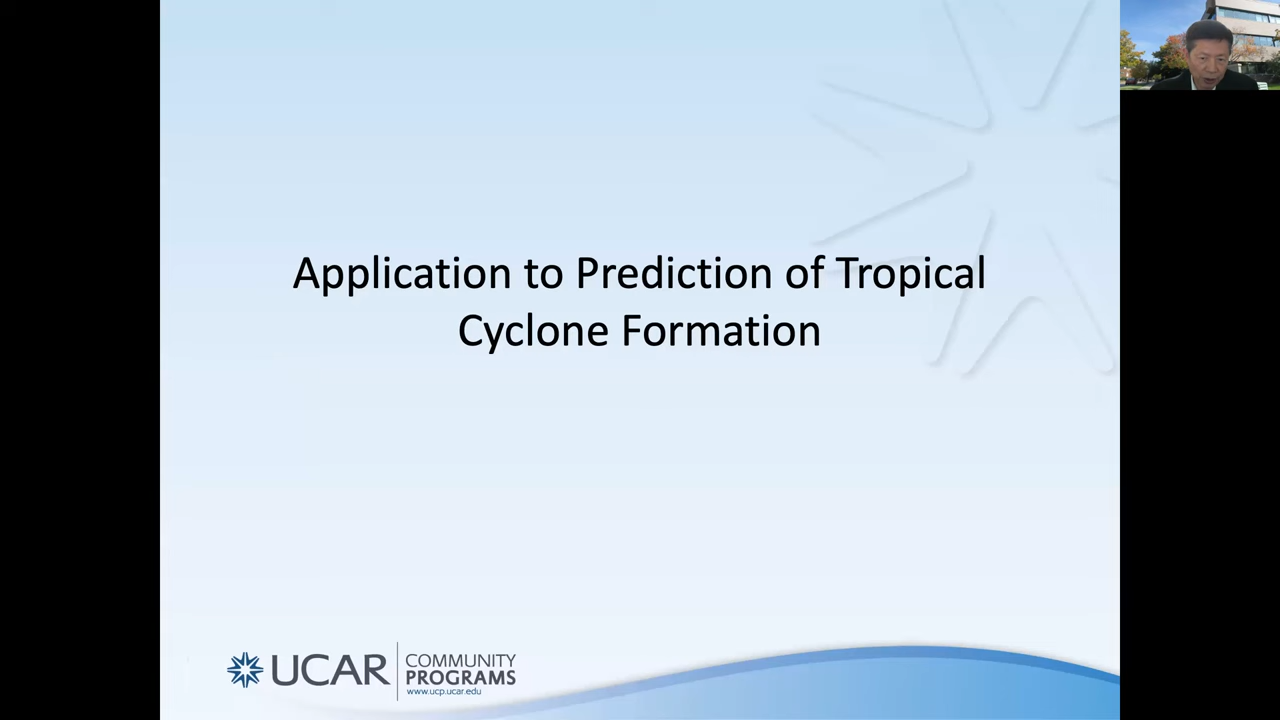 Application to Prediction of Tropical
Cyclone Formation
UCAR
COMMUNITY
PROGRAMS
www.ucp.ucar.edu